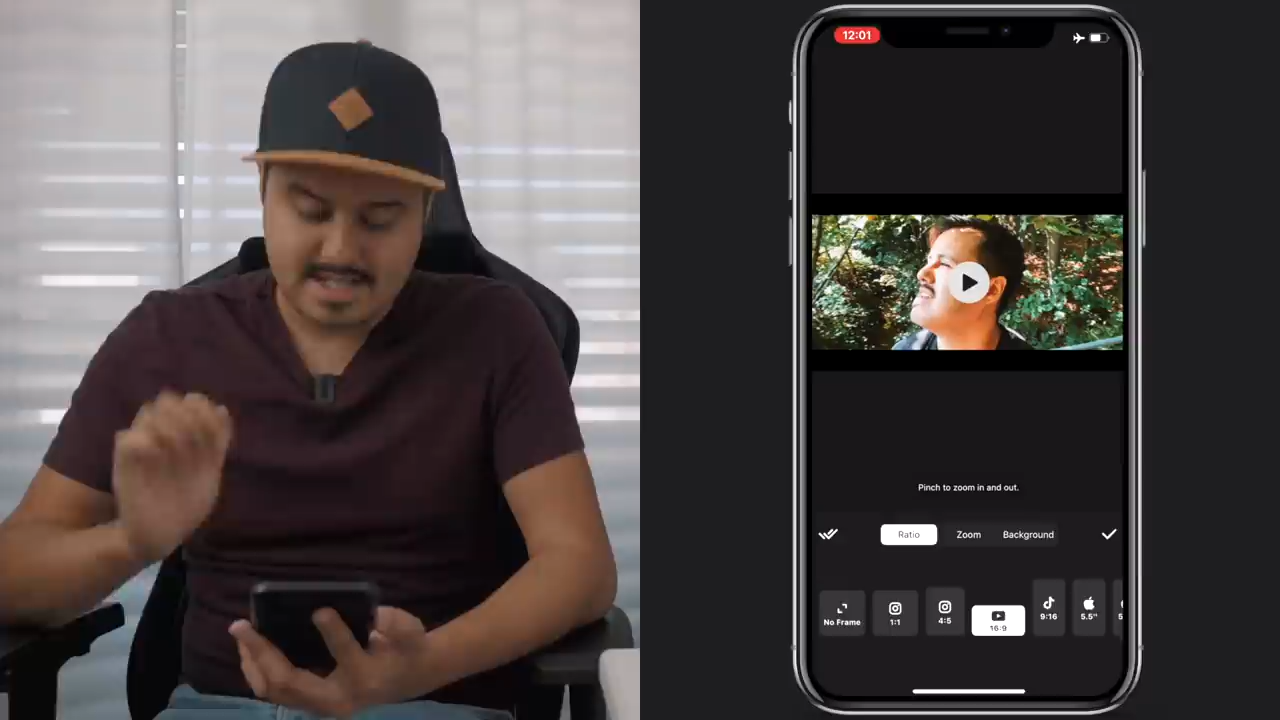 12:01
Pinch to zoom in and out.
Ratio Zoom Background
No Frame 1:1 4:5 16:9 9:16 5.5"